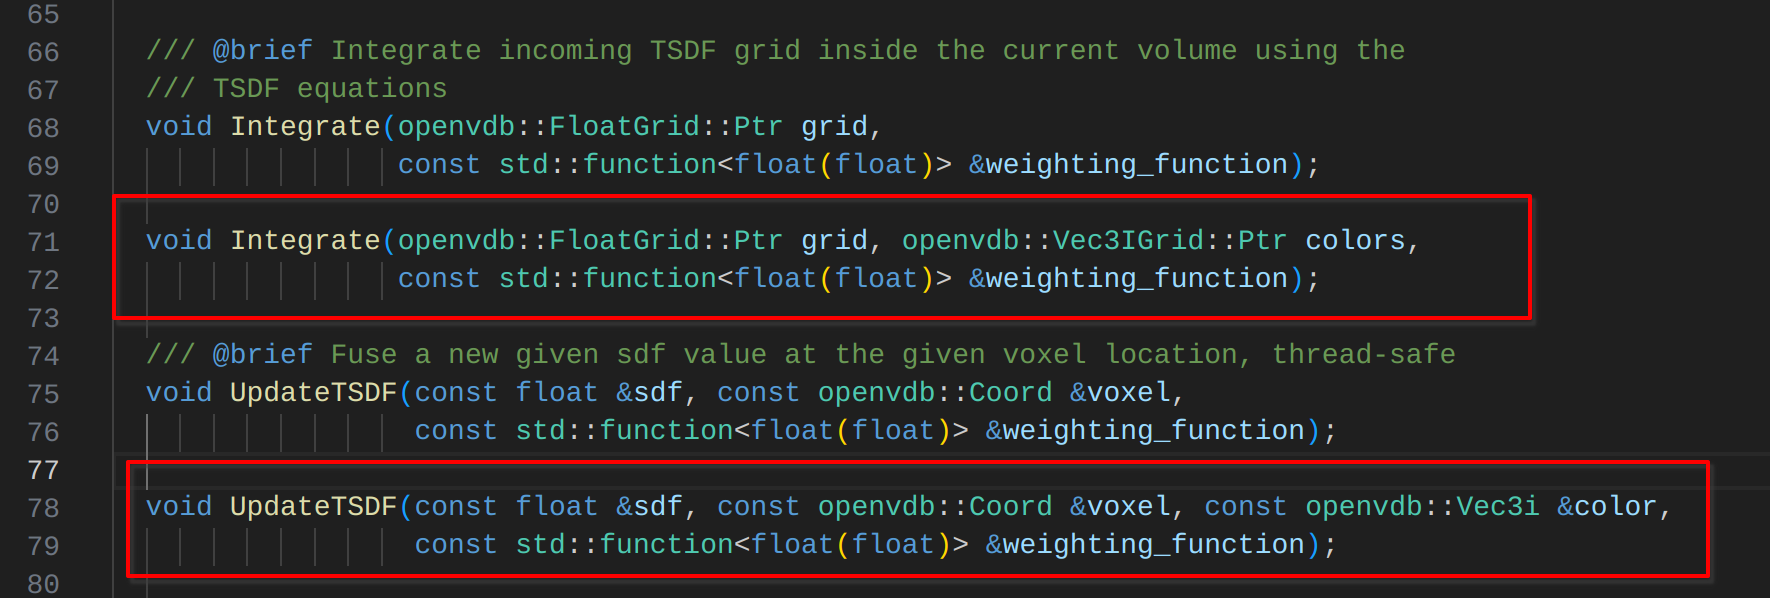 65
66 /// @brief Integrate incoming TSDF grid inside the current volume using the
67 /// TSDF equations
68 void Integrate(openvdb::FloatGrid::Ptr grid,
69 const std::function<float(float)> &weighting_function);
70
71 void Integrate(openvdb::FloatGrid::Ptr grid, openvdb::Vec3IGrid::Ptr colors,
72 const std::function<float(float)> &weighting_function);
73
74 /// @brief Fuse a new given sdf value at the given voxel location, thread-safe
75 void UpdateTSDF(const float &sdf, const openvdb::Coord &voxel,
76 const std::function<float(float)> &weighting_function);
77
78 void UpdateTSDF(const float &sdf, const openvdb::Coord &voxel, const openvdb::Vec3i &color,
79 const std::function<float(float)> &weighting_function);
80